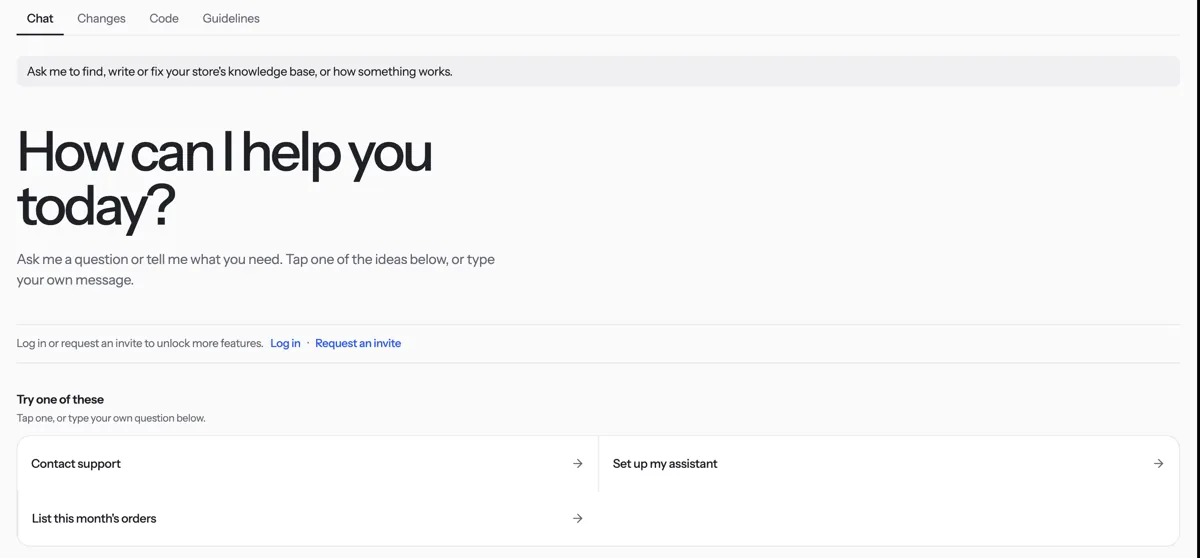 Chat Changes Code Guidelines
Ask me to find, write or fix your store's knowledge base, or how something works.
How can I help you
today?
Ask me a question or tell me what you need. Tap one of the ideas below, or type
your own message.
Log in or request an invite to unlock more features. Log in · Request an invite
Try one of these
Tap one, or type your own question below.
Contact support → Set up my assistant →
List this month's orders →